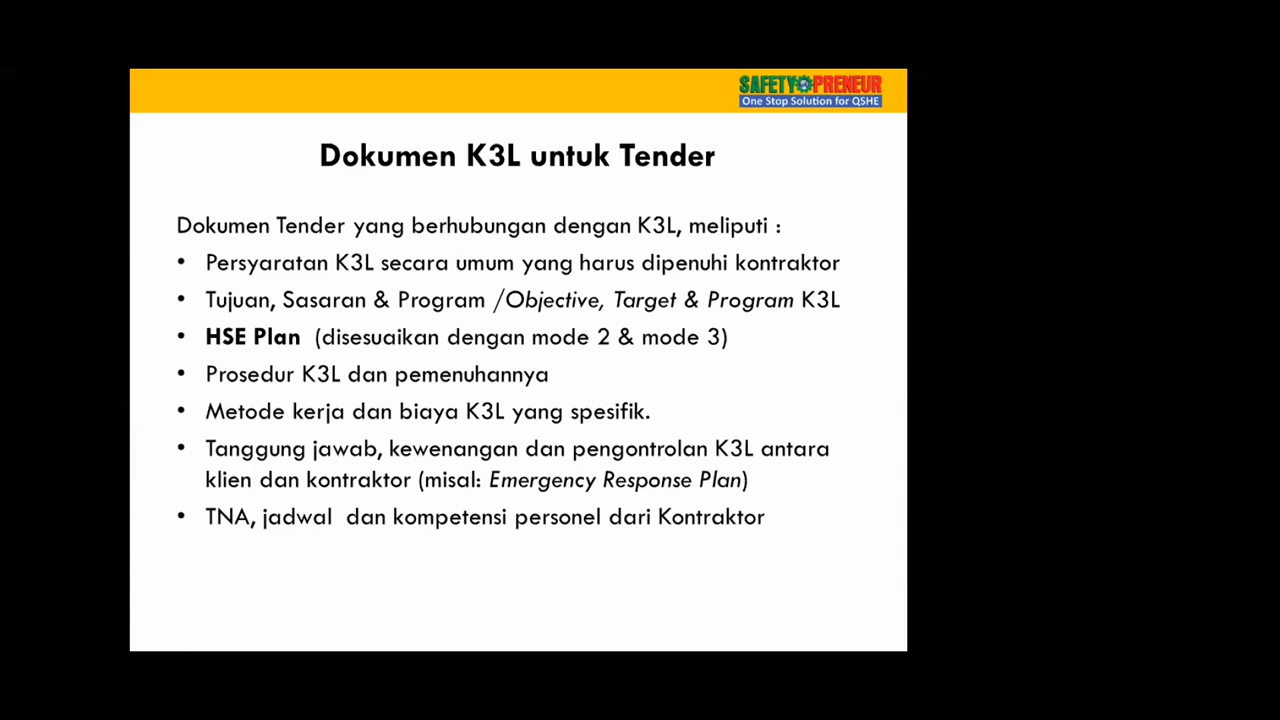 SAFETYPRENEUR
One Stop Solution for QSHE
Dokumen K3L untuk Tender
Dokumen Tender yang berhubungan dengan K3L, meliputi :
• Persyaratan K3L secara umum yang harus dipenuhi kontraktor
• Tujuan, Sasaran & Program /Objective, Target & Program K3L
• HSE Plan (disesuaikan dengan mode 2 & mode 3)
• Prosedur K3L dan pemenuhannya
• Metode kerja dan biaya K3L yang spesifik.
• Tanggung jawab, kewenangan dan pengontrolan K3L antara
klien dan kontraktor (misal: Emergency Response Plan)
• TNA, jadwal dan kompetensi personel dari Kontraktor